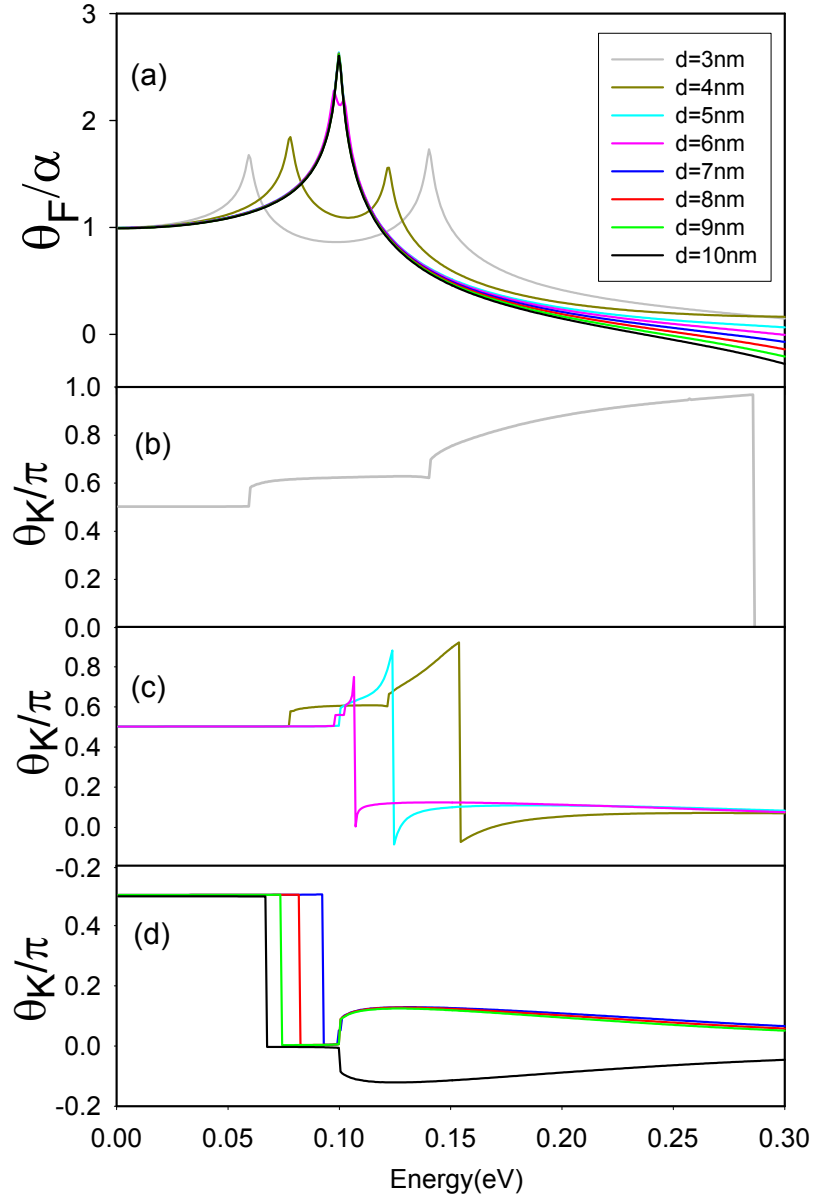 3
2
1
0
θF/α
(a)
d=3nm
d=4nm
d=5nm
d=6nm
d=7nm
d=8nm
d=9nm
d=10nm
1.0
0.8
0.6
0.4
0.2
0.0
θK/π
(b)
0.8
0.6
0.4
0.2
0.0
-0.2
θK/π
(c)
0.4
0.2
0.0
-0.2
θK/π
(d)
0.00 0.05 0.10 0.15 0.20 0.25 0.30
Energy(eV)